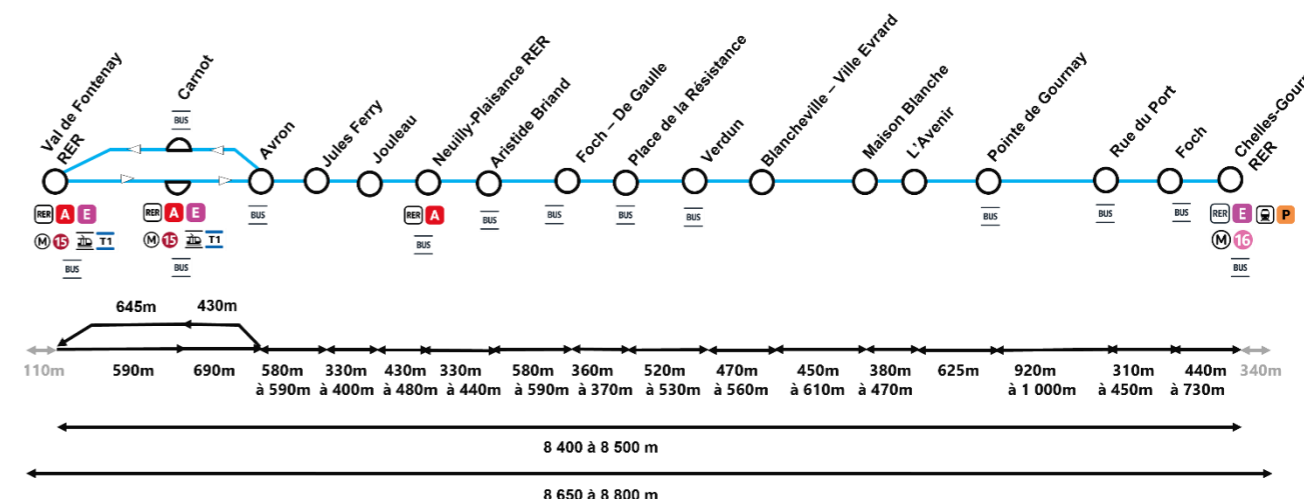 Val de Fontenay
RER
Carnot
Avron
Jules Ferry
Jouleau
Neuilly-Plaisance RER
Aristide Briand
Foch – De Gaulle
Place de la Résistance
Verdun
Blancheville – Ville Evrard
Maison Blanche
L'Avenir
Pointe de Gournay
Rue du Port
Foch
Chelles-Gourn
RER
BUS
RER A E
M 15 T1
BUS
RER A E
M 15 T1
BUS
BUS
RER A
BUS
BUS
BUS
BUS
BUS
BUS
BUS
BUS
RER E P
M 16
BUS
645m 430m
110m 590m 690m 580m 330m 430m 330m 580m 360m 520m 470m 450m 380m 625m 920m 310m 440m 340m
à 590m à 400m à 480m à 440m à 590m à 370m à 530m à 560m à 610m à 470m à 1 000m à 450m à 730m
8 400 à 8 500 m
8 650 à 8 800 m